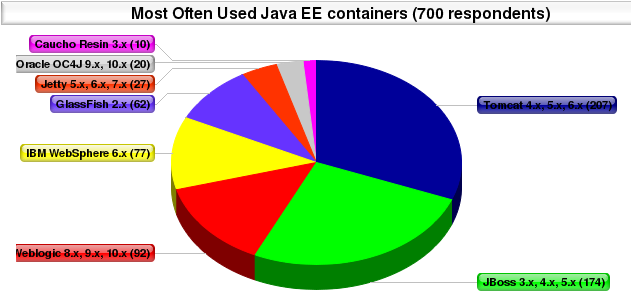 Most Often Used Java EE containers (700 respondents)
Caucho Resin 3.x (10)
Oracle OC4J 9.x, 10.x (20)
Jetty 5.x, 6.x, 7.x (27)
GlassFish 2.x (62)
Tomcat 4.x, 5.x, 6.x (207)
IBM WebSphere 6.x (77)
Weblogic 8.x, 9.x, 10.x (92)
JBoss 3.x, 4.x, 5.x (174)